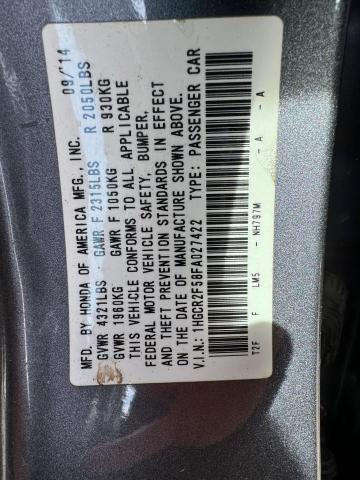 MFD. BY HONDA OF AMERICA MFG., INC. 09/'14
GVWR 4321LBS GAWR F 2315LBS R 2050LBS
GVWR 1960KG GAWR F 1050KG R 930KG
THIS VEHICLE CONFORMS TO ALL APPLICABLE
FEDERAL MOTOR VEHICLE SAFETY, BUMPER,
AND THEFT PREVENTION STANDARDS IN EFFECT
ON THE DATE OF MANUFACTURE SHOWN ABOVE.
V.I.N.: 1HGCR2F58FA027422 TYPE: PASSENGER CAR
T2F F LM5 - NH797M - A - A